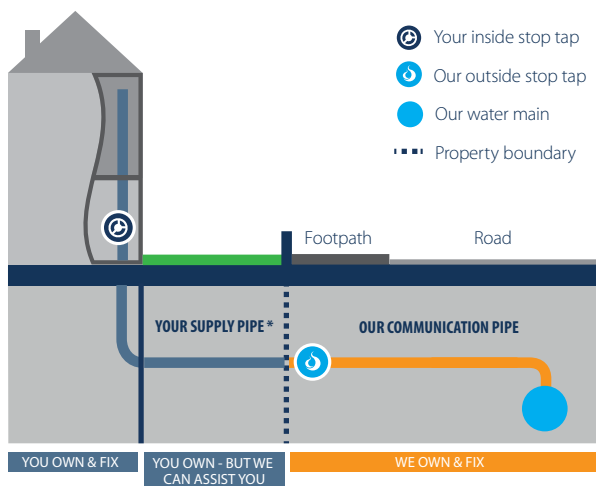 Your inside stop tap
Our outside stop tap
Our water main
Property boundary
Footpath
Road
YOUR SUPPLY PIPE *
OUR COMMUNICATION PIPE
YOU OWN & FIX
YOU OWN - BUT WE
CAN ASSIST YOU
WE OWN & FIX